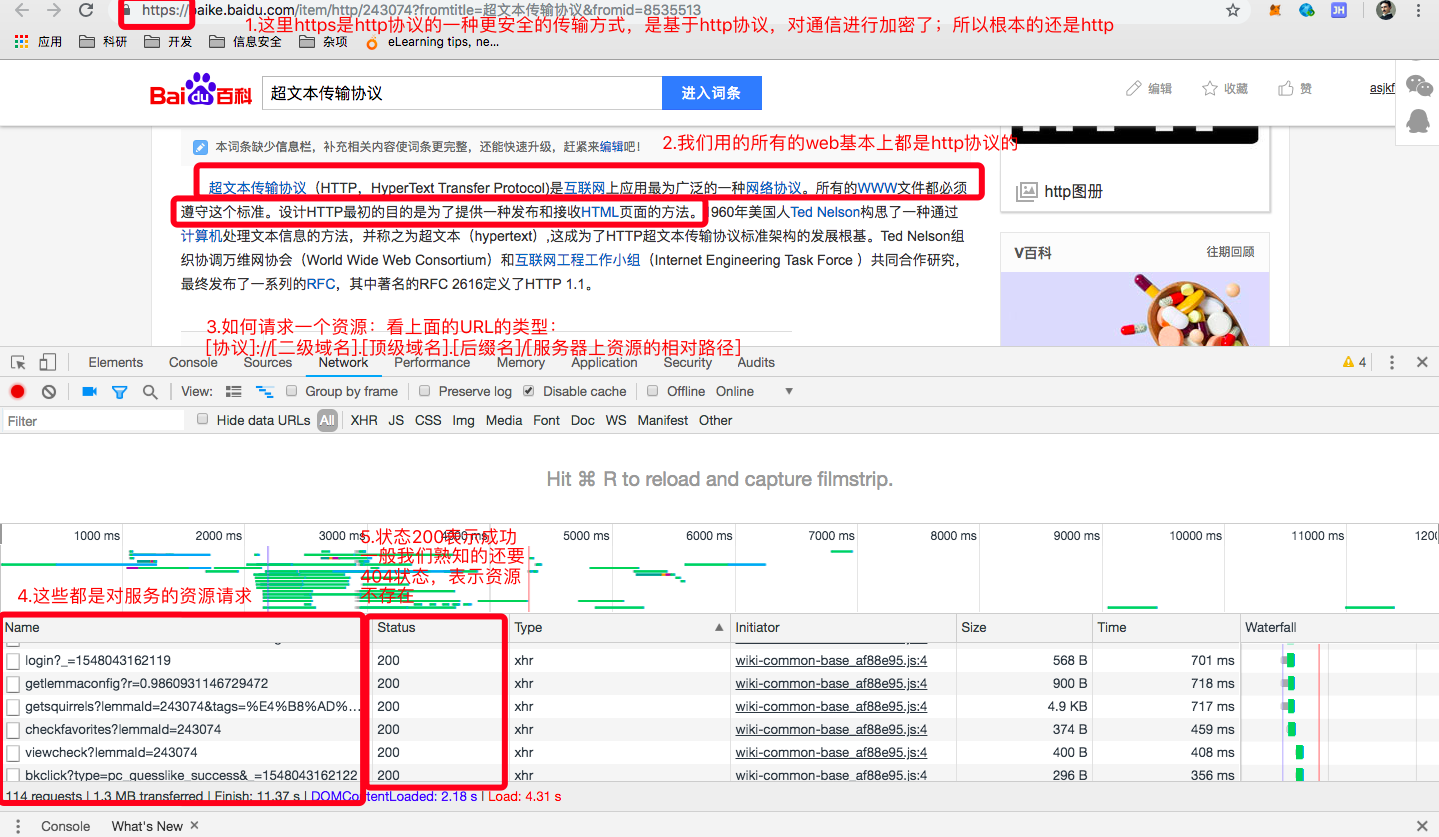 https://baike.baidu.com/item/http/243074?fromtitle=超文本传输协议&fromid=8535513
1.这里https是http协议的一种更安全的传输方式，是基于http协议，对通信进行加密了；所以根本的还是http
应用 科研 开发 信息安全 杂项 eLearning tips, ne...
JH
Baidu百科 超文本传输协议 进入词条 编辑 收藏 赞 asjkf
本词条缺少信息栏，补充相关内容使词条更完整，还能快速升级，赶紧来编辑吧！
2.我们用的所有的web基本上都是http协议的
超文本传输协议（HTTP，HyperText Transfer Protocol)是互联网上应用最为广泛的一种网络协议。所有的WWW文件都必须
遵守这个标准。设计HTTP最初的目的是为了提供一种发布和接收HTML页面的方法。960年美国人Ted Nelson构思了一种通过
计算机处理文本信息的方法，并称之为超文本（hypertext）,这成为了HTTP超文本传输协议标准架构的发展根基。Ted Nelson组
织协调万维网协会（World Wide Web Consortium）和互联网工程工作小组（Internet Engineering Task Force ）共同合作研究，
最终发布了一系列的RFC，其中著名的RFC 2616定义了HTTP 1.1。
http图册
V百科 往期回顾
3.如何请求一个资源：看上面的URL的类型：
[协议]://[二级域名].[顶级域名].[后缀名]/[服务器上资源的相对路径]
Elements Console Sources Network Performance Memory Application Security Audits 4
View: Group by frame Preserve log Disable cache Offline Online
Filter Hide data URLs All XHR JS CSS Img Media Font Doc WS Manifest Other
Hit ⌘ R to reload and capture filmstrip.
1000 ms 2000 ms 3000 ms 4000 ms 5000 ms 6000 ms 7000 ms 8000 ms 9000 ms 10000 ms 11000 ms 1200
5.状态200表示成功
一般我们熟知的还要
404状态，表示资源
不存在
4.这些都是对服务的资源请求
Name Status Type Initiator Size Time Waterfall
login?_=1548043162119 200 xhr wiki-common-base_af88e95.js:4 568 B 701 ms
getlemmaconfig?r=0.9860931146729472 200 xhr wiki-common-base_af88e95.js:4 900 B 718 ms
getsquirrels?lemmaId=243074&tags=%E4%B8%AD%... 200 xhr wiki-common-base_af88e95.js:4 4.9 KB 717 ms
checkfavorites?lemmaId=243074 200 xhr wiki-common-base_af88e95.js:4 374 B 459 ms
viewcheck?lemmaId=243074 200 xhr wiki-common-base_af88e95.js:4 400 B 408 ms
bkclick?type=pc_guesslike_success&_=1548043162122 200 xhr wiki-common-base_af88e95.js:4 296 B 356 ms
114 requests | 1.3 MB transferred | Finish: 11.37 s | DOMContentLoaded: 2.18 s | Load: 4.31 s
Console What's New